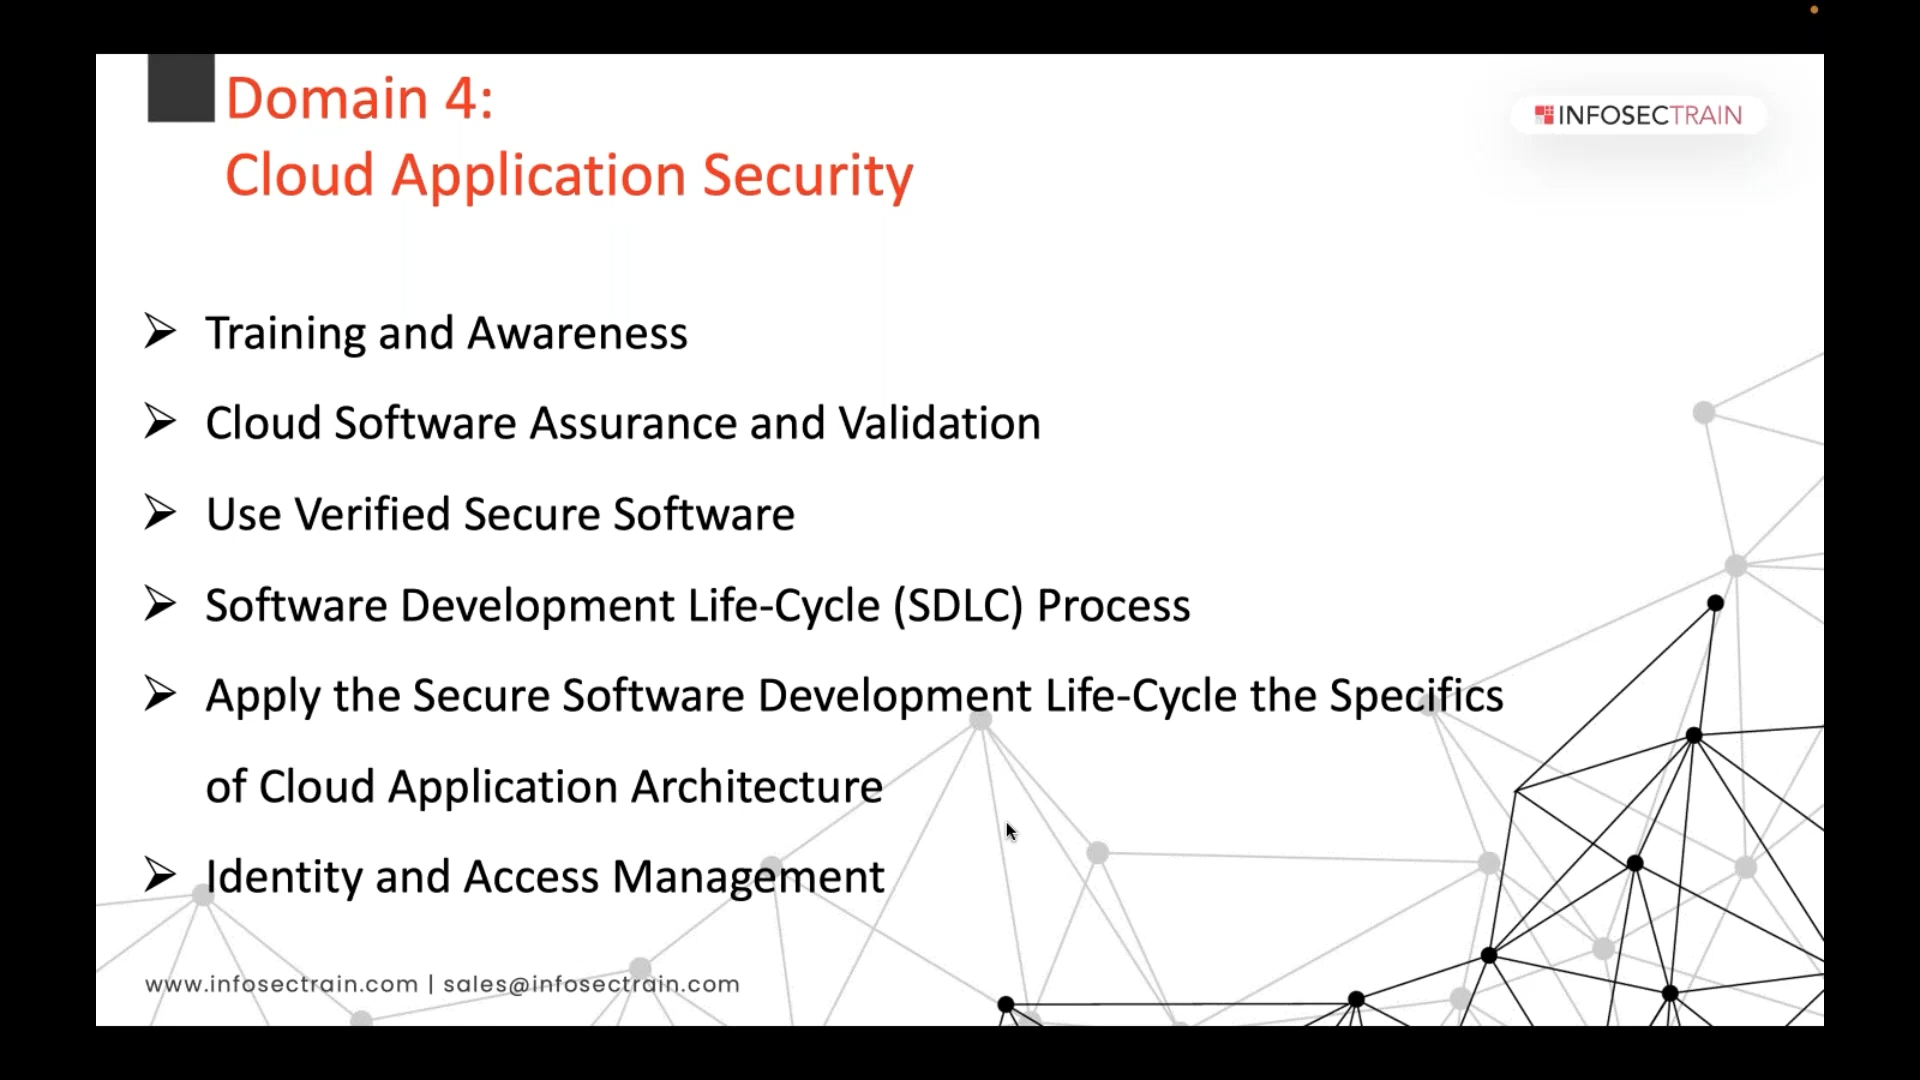 Domain 4:
Cloud Application Security
INFOSECTRAIN
Training and Awareness
Cloud Software Assurance and Validation
Use Verified Secure Software
Software Development Life-Cycle (SDLC) Process
Apply the Secure Software Development Life-Cycle the Specifics
of Cloud Application Architecture
Identity and Access Management
www.infosectrain.com | sales@infosectrain.com